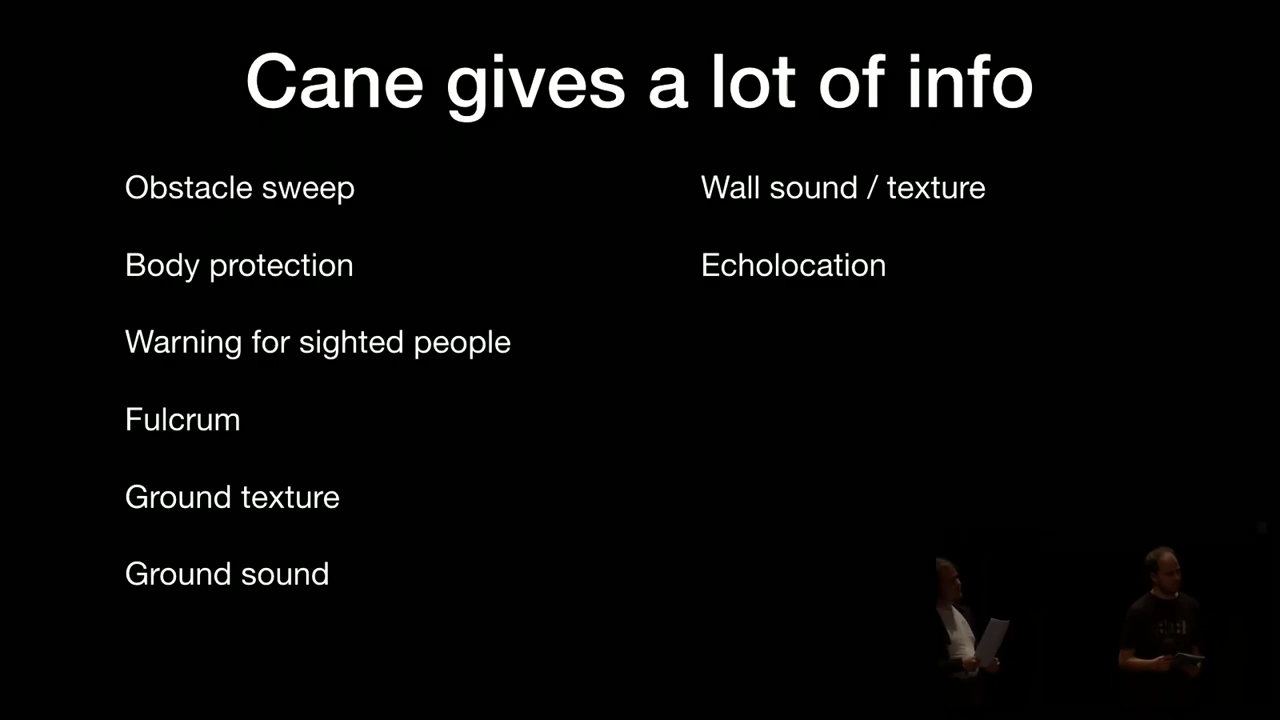 Cane gives a lot of info
Obstacle sweep
Body protection
Warning for sighted people
Fulcrum
Ground texture
Ground sound
Wall sound / texture
Echolocation